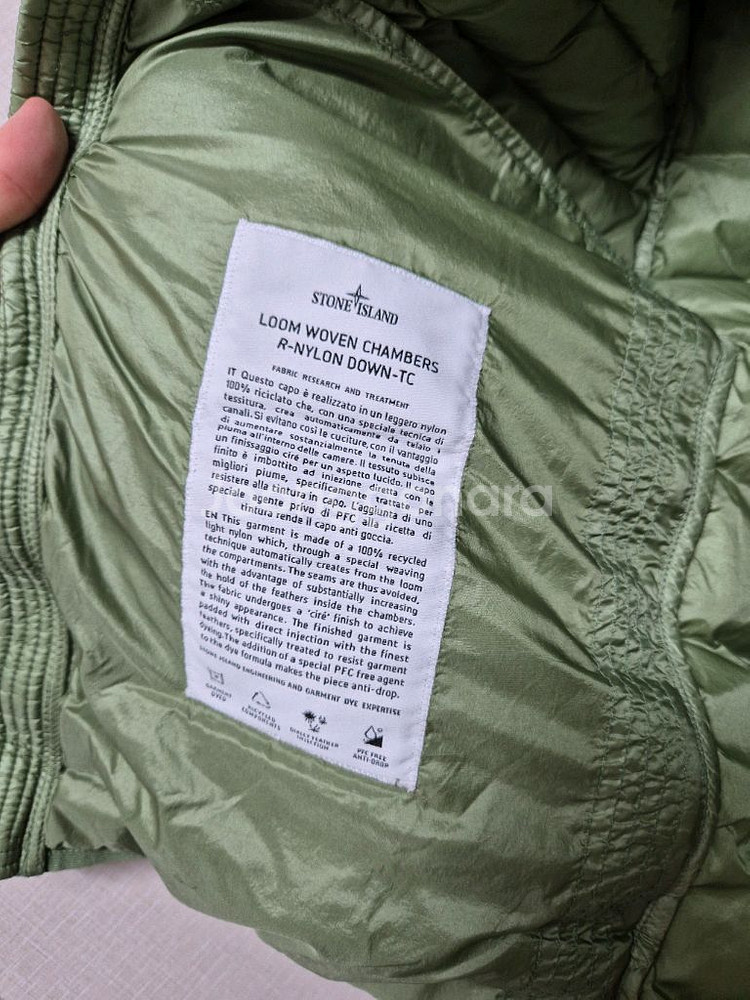 STONE ISLAND
LOOM WOVEN CHAMBERS
R-NYLON DOWN-TC
FABRIC RESEARCH AND TREATMENT
IT Questo capo è realizzato in un leggero nylon
100% riciclato che, con una speciale tecnica di
tessitura, crea automaticamente da telaio i
canali. Si evitano così le cuciture, con il vantaggio
di aumentare sostanzialmente la tenuta della
piuma all'interno delle camere. Il tessuto subisce
un finissaggio ciré per un aspetto lucido. Il capo
finito è imbottito ad iniezione diretta con le
migliori piume, specificamente trattate per
resistere alla tintura in capo. L'aggiunta di uno
speciale agente privo di PFC alla ricetta di
tintura rende il capo anti goccia.
EN This garment is made of a 100% recycled
light nylon which, through a special weaving
technique automatically creates from the loom
the compartments. The seams are thus avoided,
with the advantage of substantially increasing
the hold of the feathers inside the chambers.
The fabric undergoes a 'ciré' finish to achieve
a shiny appearance. The finished garment is
padded with direct injection with the finest
feathers, specifically treated to resist garment
dyeing. The addition of a special PFC free agent
to the dye formula makes the piece anti-drop.
STONE ISLAND ENGINEERING AND GARMENT DYE EXPERTISE
GARMENT
DYED
RECYCLED
COMPONENTS
DIRECT FEATHER
INJECTION
PFC FREE
ANTI-DROP